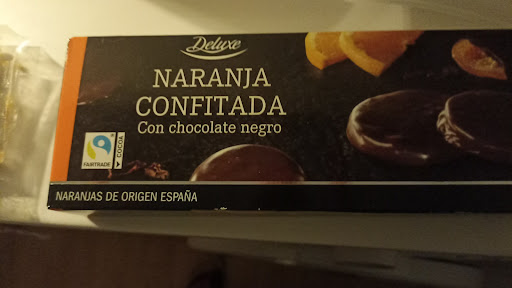 Deluxe
NARANJA
CONFITADA
Con chocolate negro
FAIRTRADE
COCOA
NARANJAS DE ORIGEN ESPAÑA